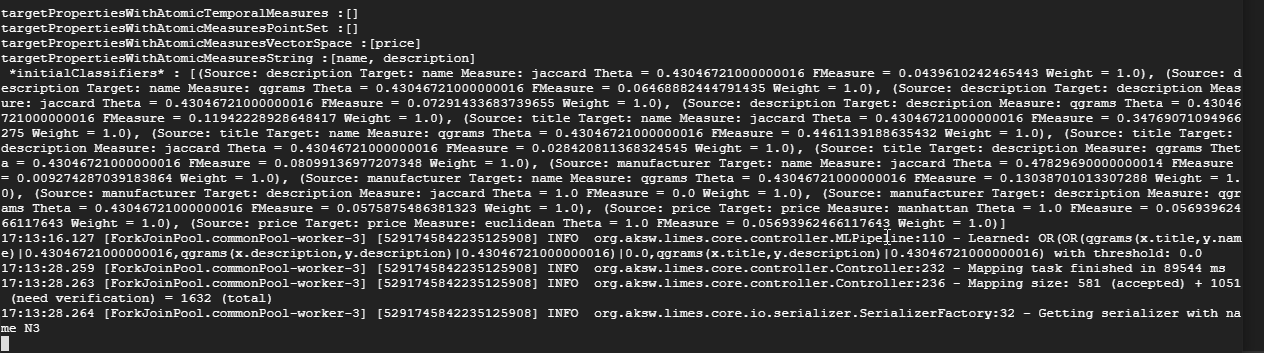 targetPropertiesWithAtomicTemporalMeasures :[]
targetPropertiesWithAtomicMeasuresPointSet :[]
targetPropertiesWithAtomicMeasuresVectorSpace :[price]
targetPropertiesWithAtomicMeasuresString :[name, description]
*initialClassifiers* : [(Source: description Target: name Measure: jaccard Theta = 0.43046721000000016 FMeasure = 0.0439610242465443 Weight = 1.0), (Source: d
escription Target: name Measure: qgrams Theta = 0.43046721000000016 FMeasure = 0.06468882444791435 Weight = 1.0), (Source: description Target: description Meas
ure: jaccard Theta = 0.43046721000000016 FMeasure = 0.07291433683739655 Weight = 1.0), (Source: description Target: description Measure: qgrams Theta = 0.43046
721000000016 FMeasure = 0.11942228928648417 Weight = 1.0), (Source: title Target: name Measure: jaccard Theta = 0.43046721000000016 FMeasure = 0.34769071094966
275 Weight = 1.0), (Source: title Target: name Measure: qgrams Theta = 0.43046721000000016 FMeasure = 0.4461139188635432 Weight = 1.0), (Source: title Target:
description Measure: jaccard Theta = 0.43046721000000016 FMeasure = 0.028420811368324545 Weight = 1.0), (Source: title Target: description Measure: qgrams Thet
a = 0.43046721000000016 FMeasure = 0.08099136977207348 Weight = 1.0), (Source: manufacturer Target: name Measure: jaccard Theta = 0.47829690000000014 FMeasure
= 0.009274287039183864 Weight = 1.0), (Source: manufacturer Target: name Measure: qgrams Theta = 0.43046721000000016 FMeasure = 0.13038701013307288 Weight = 1.
0), (Source: manufacturer Target: description Measure: jaccard Theta = 1.0 FMeasure = 0.0 Weight = 1.0), (Source: manufacturer Target: description Measure: qgr
ams Theta = 0.43046721000000016 FMeasure = 0.0575875486381323 Weight = 1.0), (Source: price Target: price Measure: manhattan Theta = 1.0 FMeasure = 0.056939624
66117643 Weight = 1.0), (Source: price Target: price Measure: euclidean Theta = 1.0 FMeasure = 0.05693962466117643 Weight = 1.0)]
17:13:16.127 [ForkJoinPool.commonPool-worker-3] [5291745842235125908] INFO  org.aksw.limes.core.controller.MLPipeline:110 - Learned: OR(OR(qgrams(x.title,y.nam
e)|0.43046721000000016,qgrams(x.description,y.description)|0.43046721000000016)|0.0,qgrams(x.title,y.description)|0.43046721000000016) with threshold: 0.0
17:13:28.259 [ForkJoinPool.commonPool-worker-3] [5291745842235125908] INFO  org.aksw.limes.core.controller.Controller:232 - Mapping task finished in 89544 ms
17:13:28.263 [ForkJoinPool.commonPool-worker-3] [5291745842235125908] INFO  org.aksw.limes.core.controller.Controller:236 - Mapping size: 581 (accepted) + 1051
(need verification) = 1632 (total)
17:13:28.264 [ForkJoinPool.commonPool-worker-3] [5291745842235125908] INFO  org.aksw.limes.core.io.serializer.SerializerFactory:32 - Getting serializer with na
me N3